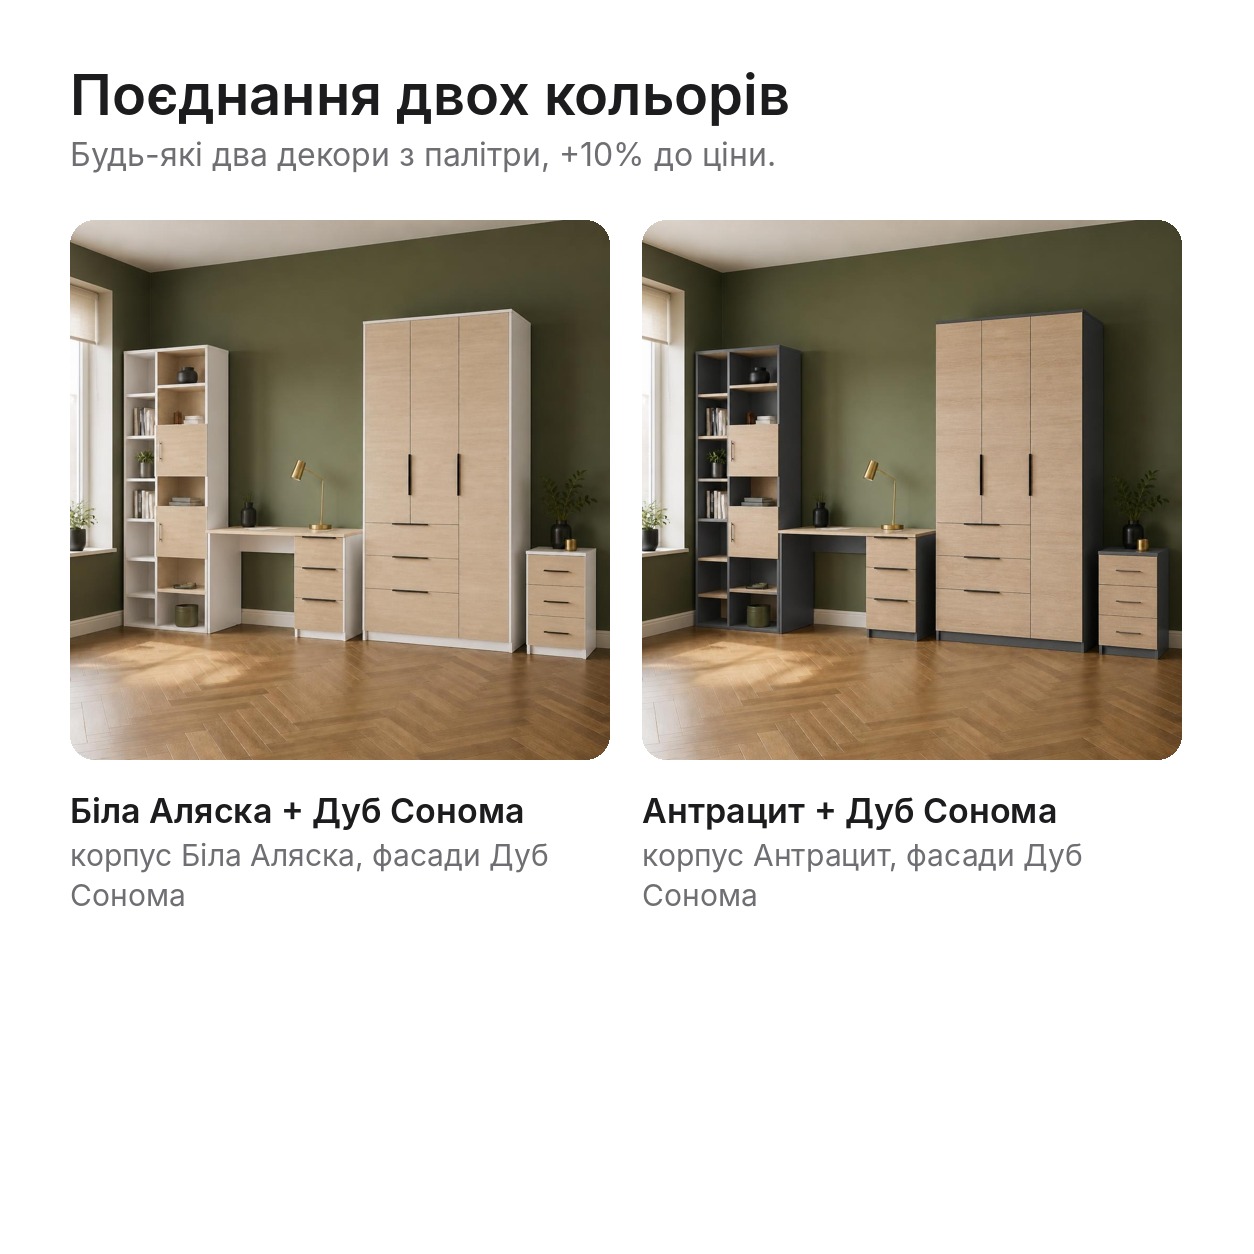 Поєднання двох кольорів
Будь-які два декори з палітри, +10% до ціни.
Біла Аляска + Дуб Сонома
корпус Біла Аляска, фасади Дуб
Сонома
Антрацит + Дуб Сонома
корпус Антрацит, фасади Дуб
Сонома